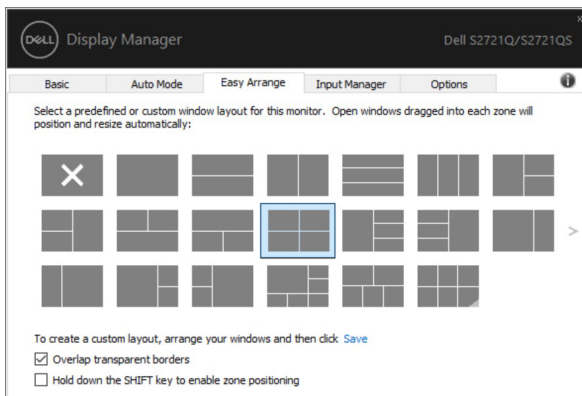 DELL Display Manager
Dell S2721Q/S2721QS
Basic Auto Mode Easy Arrange Input Manager Options
Select a predefined or custom window layout for this monitor. Open windows dragged into each zone will
position and resize automatically:
To create a custom layout, arrange your windows and then click Save
Overlap transparent borders
Hold down the SHIFT key to enable zone positioning